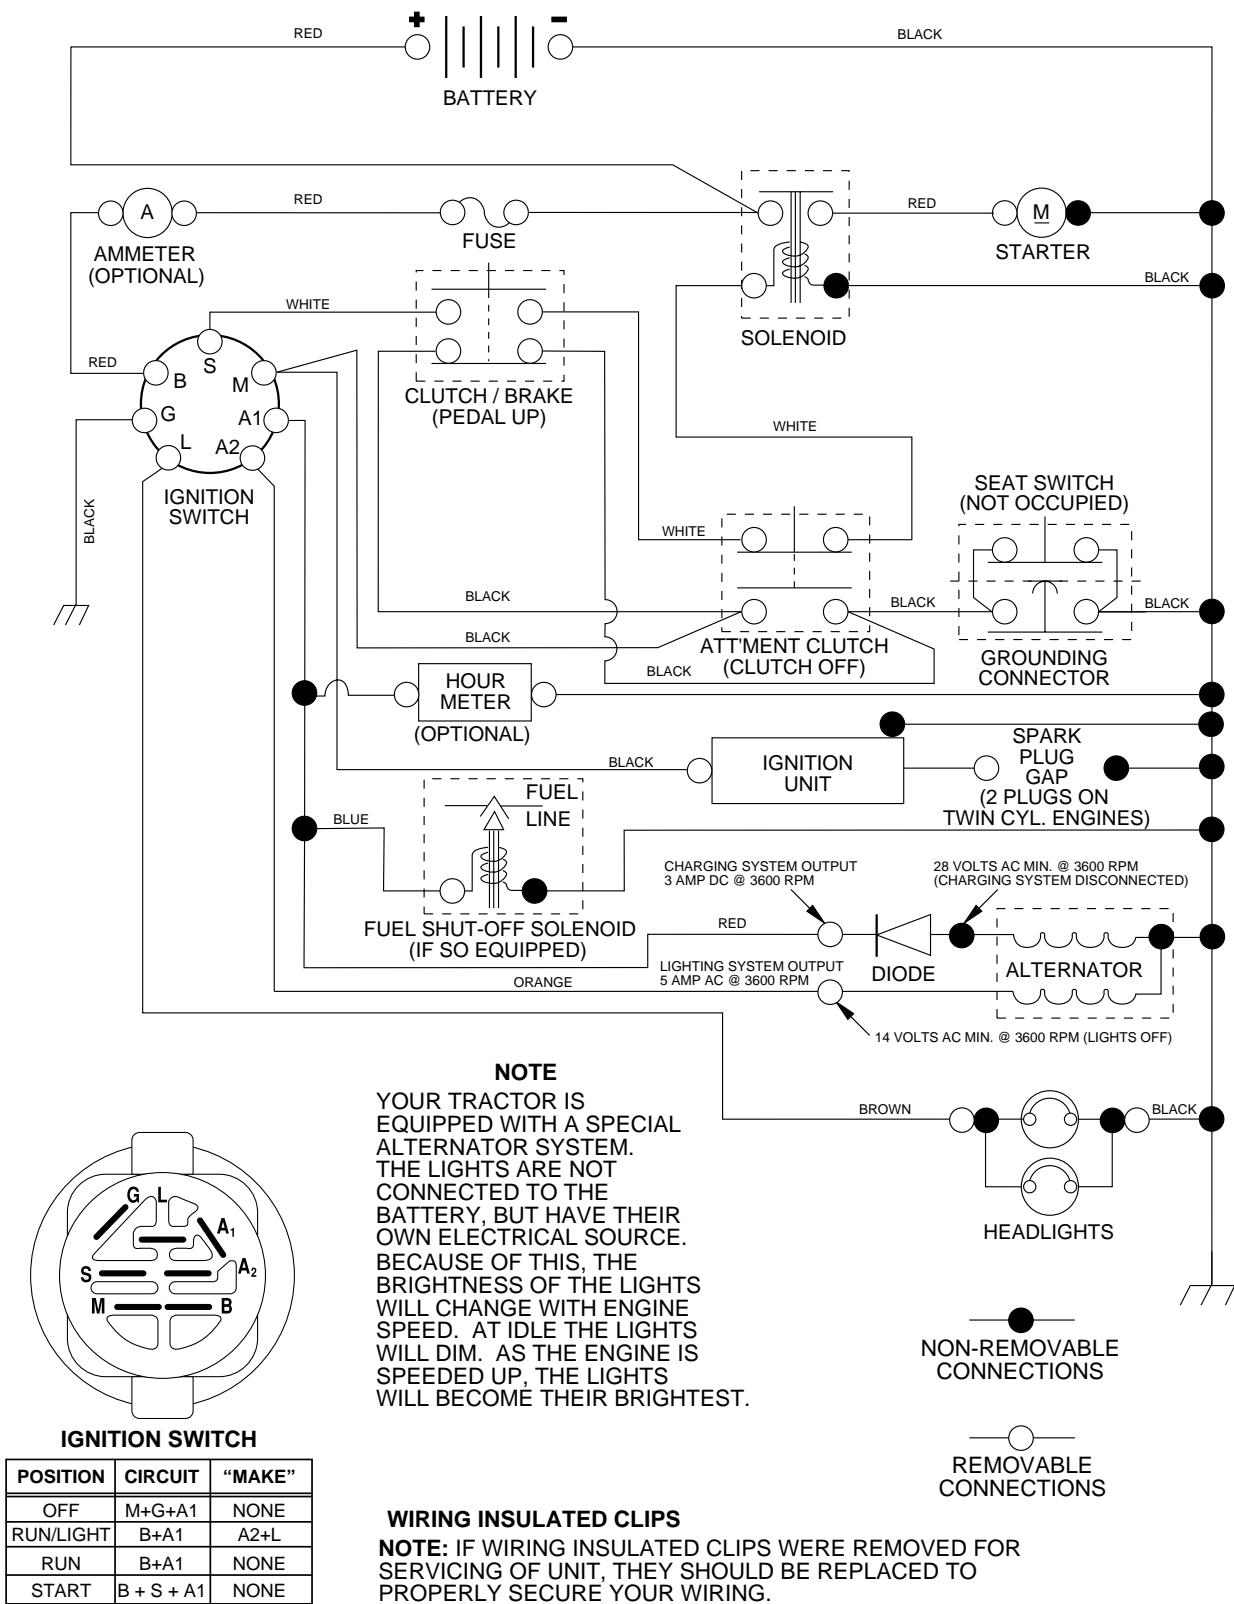 RED
+
-
BLACK
BATTERY
RED
A
RED
M
AMMETER
(OPTIONAL)
FUSE
STARTER
BLACK
WHITE
SOLENOID
RED
S
B
M
G
A1
L
A2
CLUTCH / BRAKE
(PEDAL UP)
WHITE
IGNITION
SWITCH
BLACK
SEAT SWITCH
(NOT OCCUPIED)
WHITE
BLACK
BLACK
BLACK
BLACK
ATT'MENT CLUTCH
(CLUTCH OFF)
BLACK
GROUNDING
CONNECTOR
HOUR
METER
(OPTIONAL)
BLACK
IGNITION
UNIT
SPARK
PLUG
GAP
(2 PLUGS ON
TWIN CYL. ENGINES)
FUEL
LINE
BLUE
FUEL SHUT-OFF SOLENOID
(IF SO EQUIPPED)
CHARGING SYSTEM OUTPUT
3 AMP DC @ 3600 RPM
28 VOLTS AC MIN. @ 3600 RPM
(CHARGING SYSTEM DISCONNECTED)
RED
DIODE
ALTERNATOR
LIGHTING SYSTEM OUTPUT
5 AMP AC @ 3600 RPM
ORANGE
14 VOLTS AC MIN. @ 3600 RPM (LIGHTS OFF)
NOTE
YOUR TRACTOR IS
EQUIPPED WITH A SPECIAL
ALTERNATOR SYSTEM.
THE LIGHTS ARE NOT
CONNECTED TO THE
BATTERY, BUT HAVE THEIR
OWN ELECTRICAL SOURCE.
BECAUSE OF THIS, THE
BRIGHTNESS OF THE LIGHTS
WILL CHANGE WITH ENGINE
SPEED. AT IDLE THE LIGHTS
WILL DIM. AS THE ENGINE IS
SPEEDED UP, THE LIGHTS
WILL BECOME THEIR BRIGHTEST.
BROWN
BLACK
HEADLIGHTS
G L
A1
S
A2
M
B
IGNITION SWITCH
POSITION CIRCUIT “MAKE”
OFF M+G+A1 NONE
RUN/LIGHT B+A1 A2+L
RUN B+A1 NONE
START B + S + A1 NONE
NON-REMOVABLE
CONNECTIONS
REMOVABLE
CONNECTIONS
WIRING INSULATED CLIPS
NOTE: IF WIRING INSULATED CLIPS WERE REMOVED FOR
SERVICING OF UNIT, THEY SHOULD BE REPLACED TO
PROPERLY SECURE YOUR WIRING.